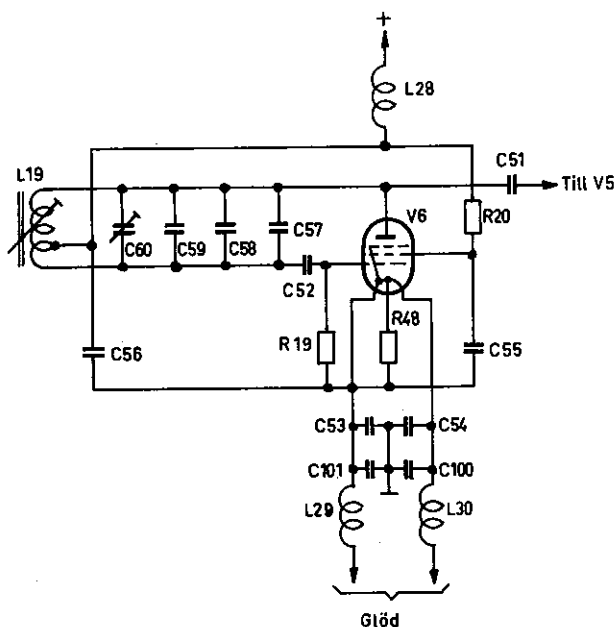 +
L28
L19
C51
Till V5
C57
V6
R20
C60
C59
C58
C52
R48
R19
C56
C55
C53
C54
C101
C100
L29
L30
Glöd